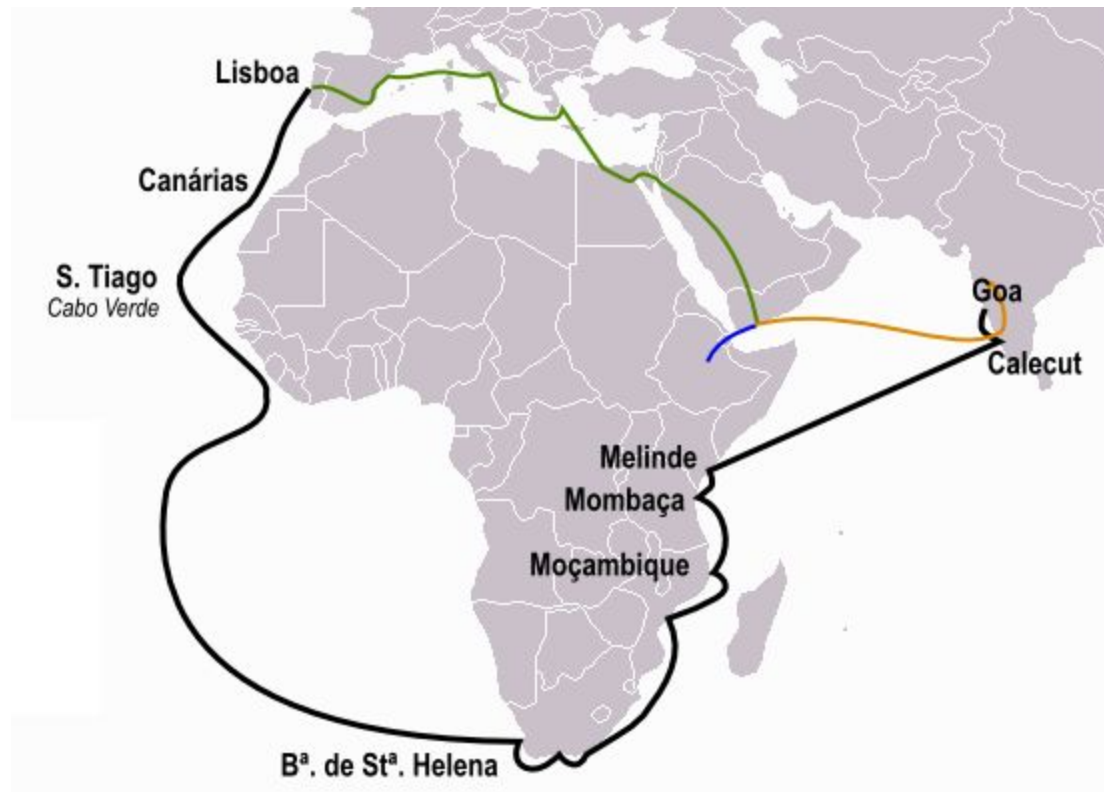 Lisboa
Canárias
S. Tiago
Cabo Verde
Goa
Calecut
Melinde
Mombaça
Moçambique
Bª. de Stª. Helena